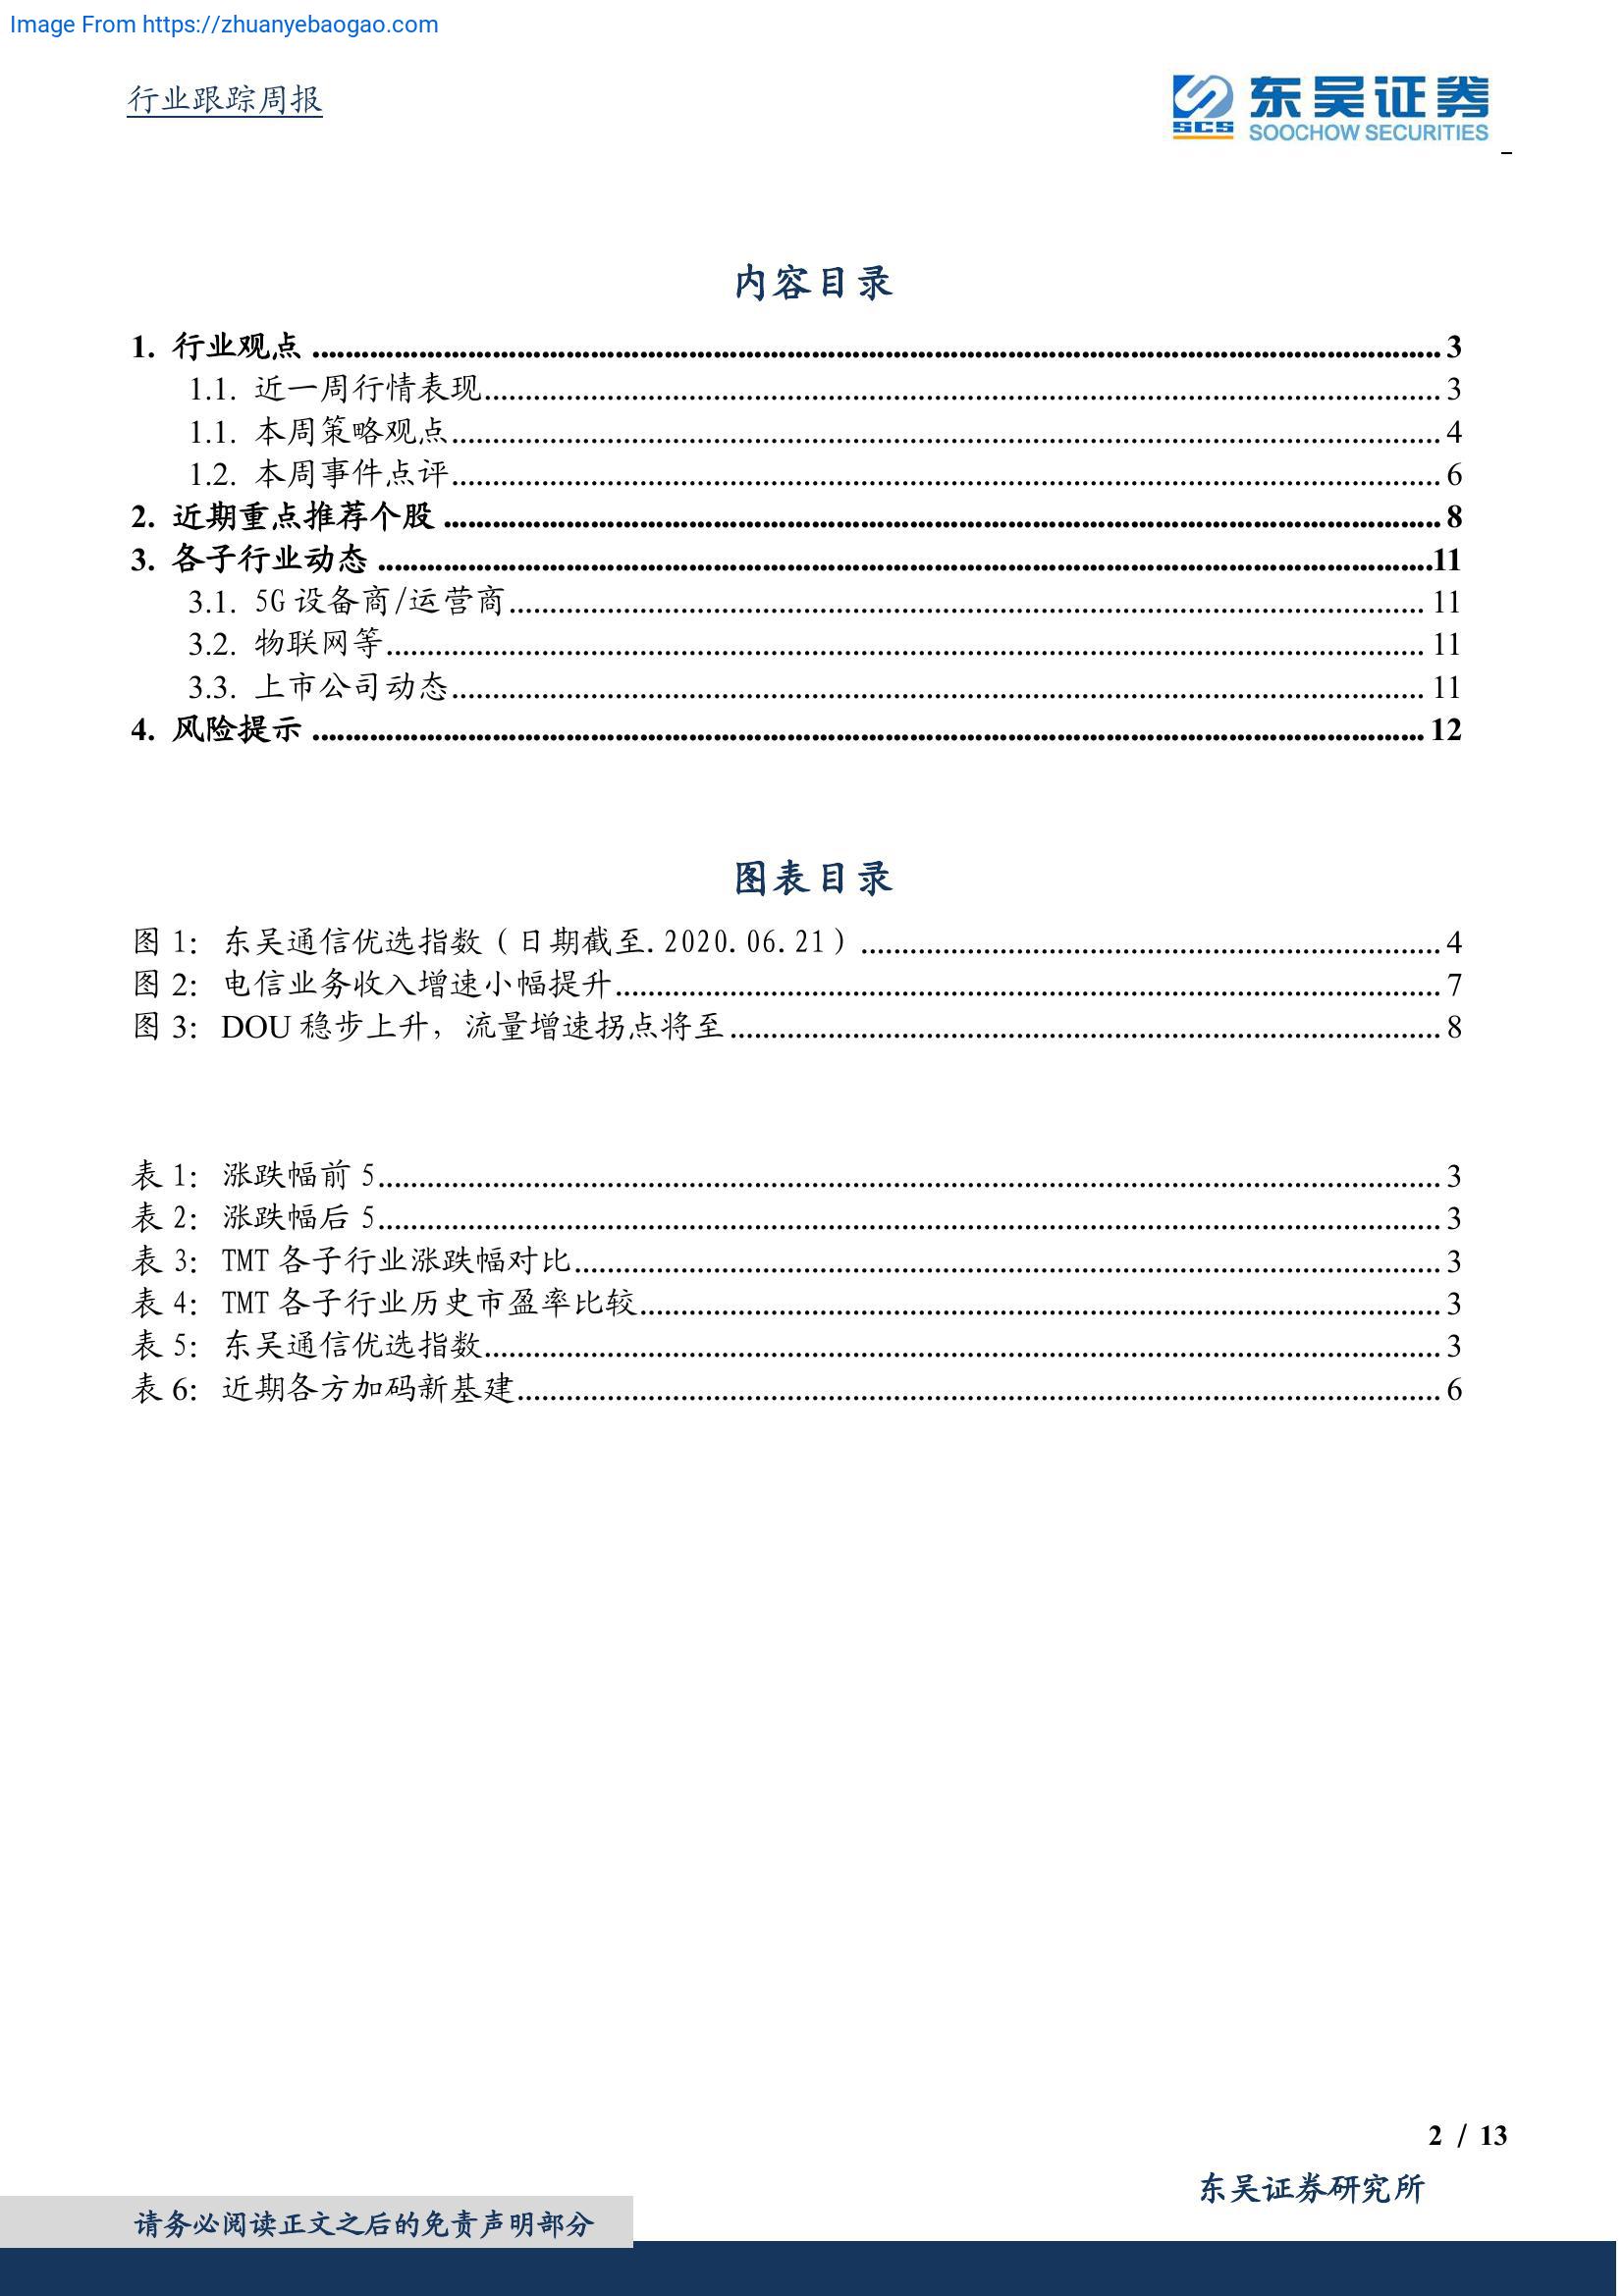 Image From https://zhuanyebaogao.com
行业跟踪周报
东吴证券
SCS
SOOCHOW SECURITIES
内容目录
1. 行业观点 ........ 3
1.1. 近一周行情表现 ........ 3
1.1. 本周策略观点 ........ 4
1.2. 本周事件点评 ........ 6
2. 近期重点推荐个股 ........ 8
3. 各子行业动态 ........ 11
3.1. 5G 设备商/运营商 ........ 11
3.2. 物联网等 ........ 11
3.3. 上市公司动态 ........ 11
4. 风险提示 ........ 12
图表目录
图 1: 东吴通信优选指数（日期截至.2020.06.21） ........ 4
图 2: 电信业务收入增速小幅提升 ........ 7
图 3: DOU 稳步上升，流量增速拐点将至 ........ 8
表 1: 涨跌幅前 5 ........ 3
表 2: 涨跌幅后 5 ........ 3
表 3: TMT 各子行业涨跌幅对比 ........ 3
表 4: TMT 各子行业历史市盈率比较 ........ 3
表 5: 东吴通信优选指数 ........ 3
表 6: 近期各方加码新基建 ........ 6
2 / 13
东吴证券研究所
请务必阅读正文之后的免责声明部分